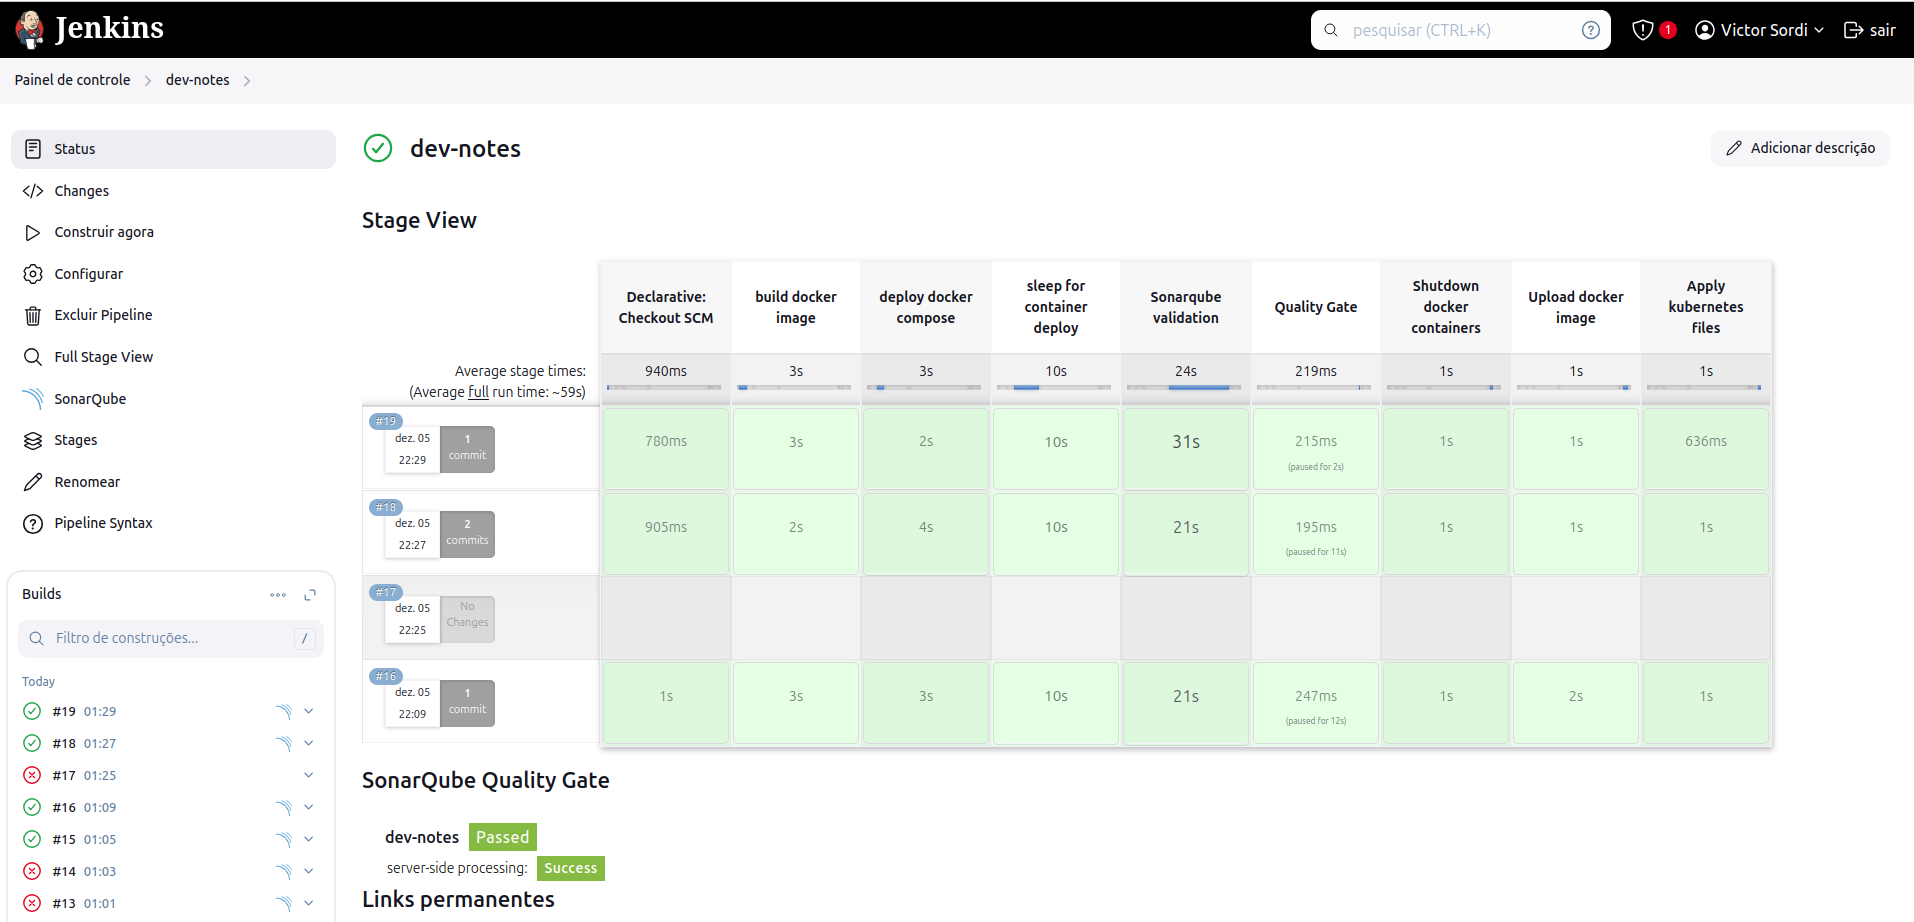 Jenkins
pesquisar (CTRL+K)
?
1
Victor Sordi
sair
Painel de controle
dev-notes
Status
Changes
Construir agora
Configurar
Excluir Pipeline
Full Stage View
SonarQube
Stages
Renomear
Pipeline Syntax
Builds
Filtro de construções...
/
Today
#19 01:29
#18 01:27
#17 01:25
#16 01:09
#15 01:05
#14 01:03
#13 01:01
dev-notes
Adicionar descrição
Stage View
Declarative: Checkout SCM
build docker image
deploy docker compose
sleep for container deploy
Sonarqube validation
Quality Gate
Shutdown docker containers
Upload docker image
Apply kubernetes files
Average stage times:
(Average full run time: ~59s)
940ms 3s 3s 10s 24s 219ms 1s 1s 1s
#19
dez. 05 22:29
1 commit
780ms 3s 2s 10s 31s 215ms 1s 1s 636ms
(paused for 2s)
#18
dez. 05 22:27
2 commits
905ms 2s 4s 10s 21s 195ms 1s 1s 1s
(paused for 11s)
#17
dez. 05 22:25
No Changes
#16
dez. 05 22:09
1 commit
1s 3s 3s 10s 21s 247ms 1s 2s 1s
(paused for 12s)
SonarQube Quality Gate
dev-notes Passed
server-side processing: Success
Links permanentes